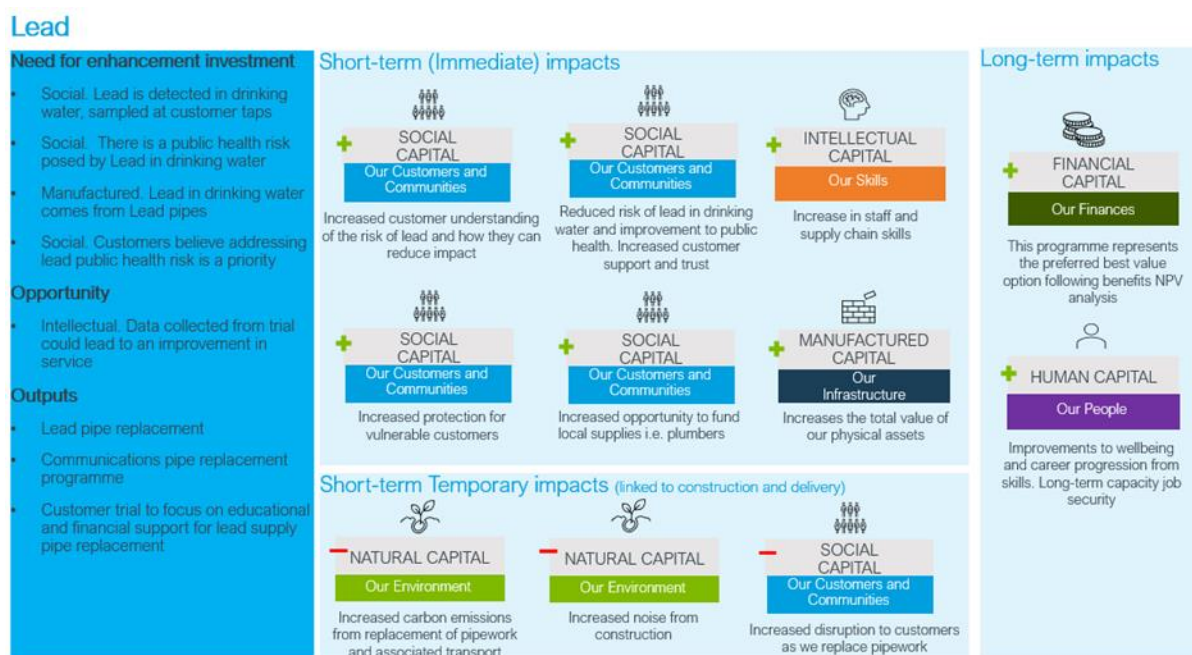 Lead
Need for enhancement investment
• Social. Lead is detected in drinking
water, sampled at customer taps
• Social. There is a public health risk
posed by Lead in drinking water
• Manufactured. Lead in drinking water
comes from Lead pipes
• Social. Customers believe addressing
lead public health risk is a priority
Opportunity
• Intellectual. Data collected from trial
could lead to an improvement in
service
Outputs
• Lead pipe replacement
• Communications pipe replacement
programme
• Customer trial to focus on educational
and financial support for lead supply
pipe replacement
Short-term (Immediate) impacts
+ SOCIAL
CAPITAL
Our Customers and
Communities
Increased customer understanding
of the risk of lead and how they can
reduce impact
+ SOCIAL
CAPITAL
Our Customers and
Communities
Reduced risk of lead in drinking
water and improvement to public
health. Increased customer
support and trust
+ INTELLECTUAL
CAPITAL
Our Skills
Increase in staff and
supply chain skills
+ SOCIAL
CAPITAL
Our Customers and
Communities
Increased protection for
vulnerable customers
+ SOCIAL
CAPITAL
Our Customers and
Communities
Increased opportunity to fund
local supplies i.e. plumbers
+ MANUFACTURED
CAPITAL
Our
Infrastructure
Increases the total value of
our physical assets
Short-term Temporary impacts (linked to construction and delivery)
− NATURAL CAPITAL
Our Environment
Increased carbon emissions
from replacement of pipework
and associated transport
− NATURAL CAPITAL
Our Environment
Increased noise from
construction
− SOCIAL
CAPITAL
Our Customers and
Communities
Increased disruption to customers
as we replace pipework
Long-term impacts
+ FINANCIAL
CAPITAL
Our Finances
This programme represents
the preferred best value
option following benefits NPV
analysis
+ HUMAN CAPITAL
Our People
Improvements to wellbeing
and career progression from
skills. Long-term capacity job
security